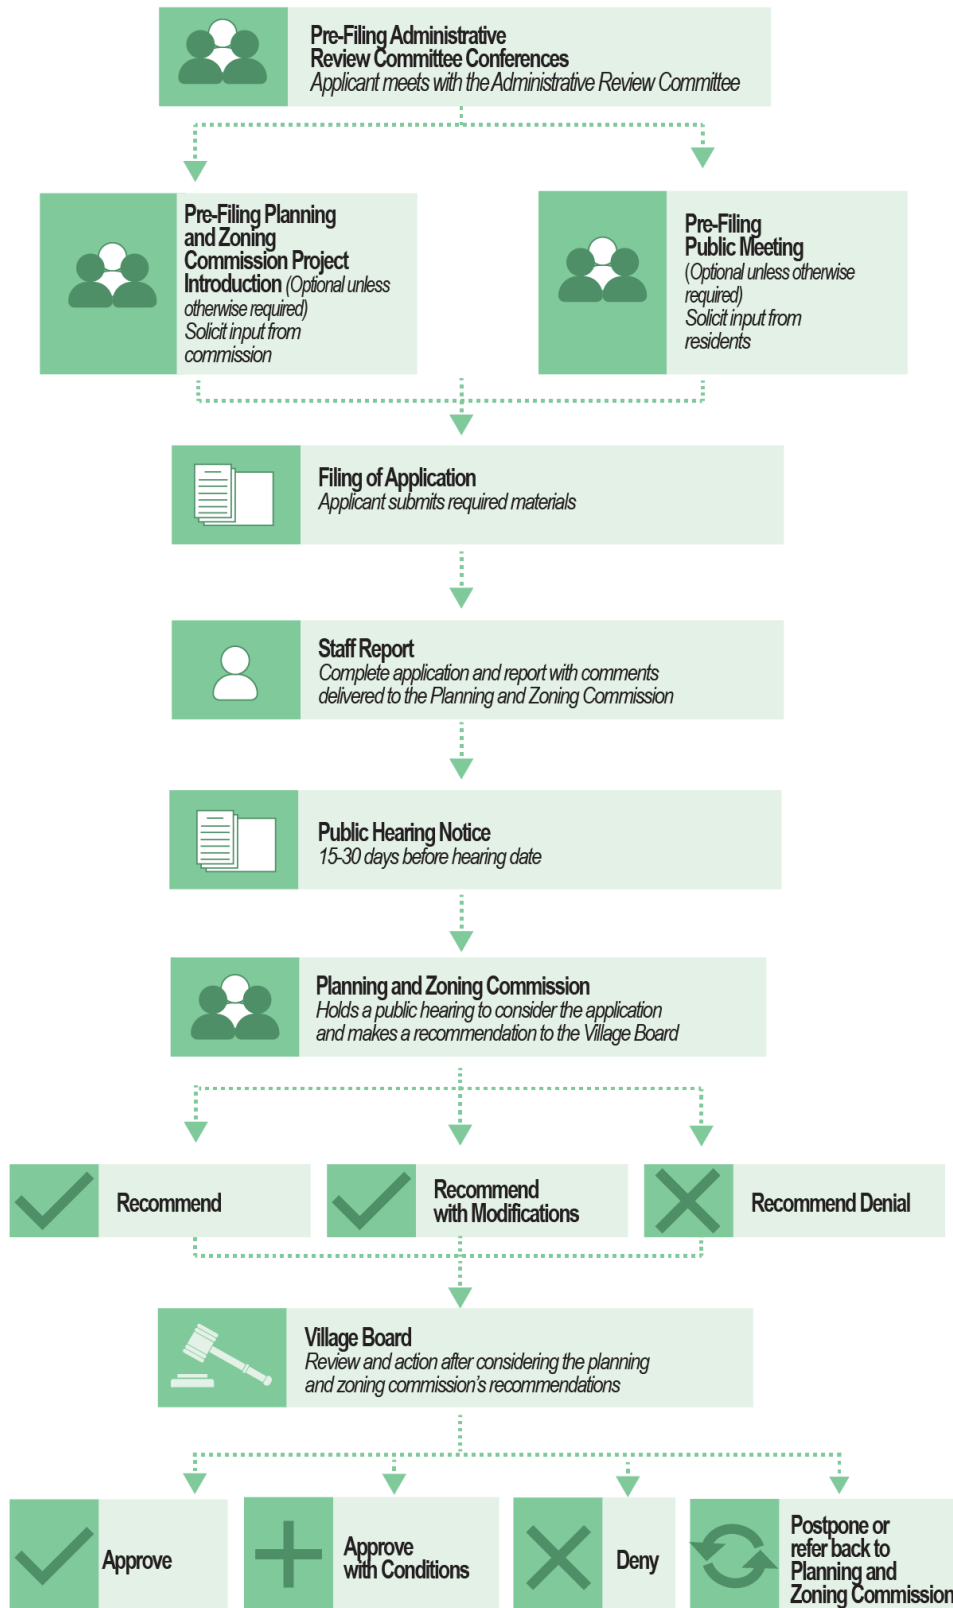 Pre-Filing Administrative
Review Committee Conferences
Applicant meets with the Administrative Review Committee
Pre-Filing Planning
and Zoning
Commission Project
Introduction (Optional unless
otherwise required)
Solicit input from
commission
Pre-Filing
Public Meeting
(Optional unless otherwise
required)
Solicit input from
residents
Filing of Application
Applicant submits required materials
Staff Report
Complete application and report with comments
delivered to the Planning and Zoning Commission
Public Hearing Notice
15-30 days before hearing date
Planning and Zoning Commission
Holds a public hearing to consider the application
and makes a recommendation to the Village Board
Recommend
Recommend
with Modifications
Recommend Denial
Village Board
Review and action after considering the planning
and zoning commission's recommendations
Approve
Approve
with Conditions
Deny
Postpone or
refer back to
Planning and
Zoning Commission